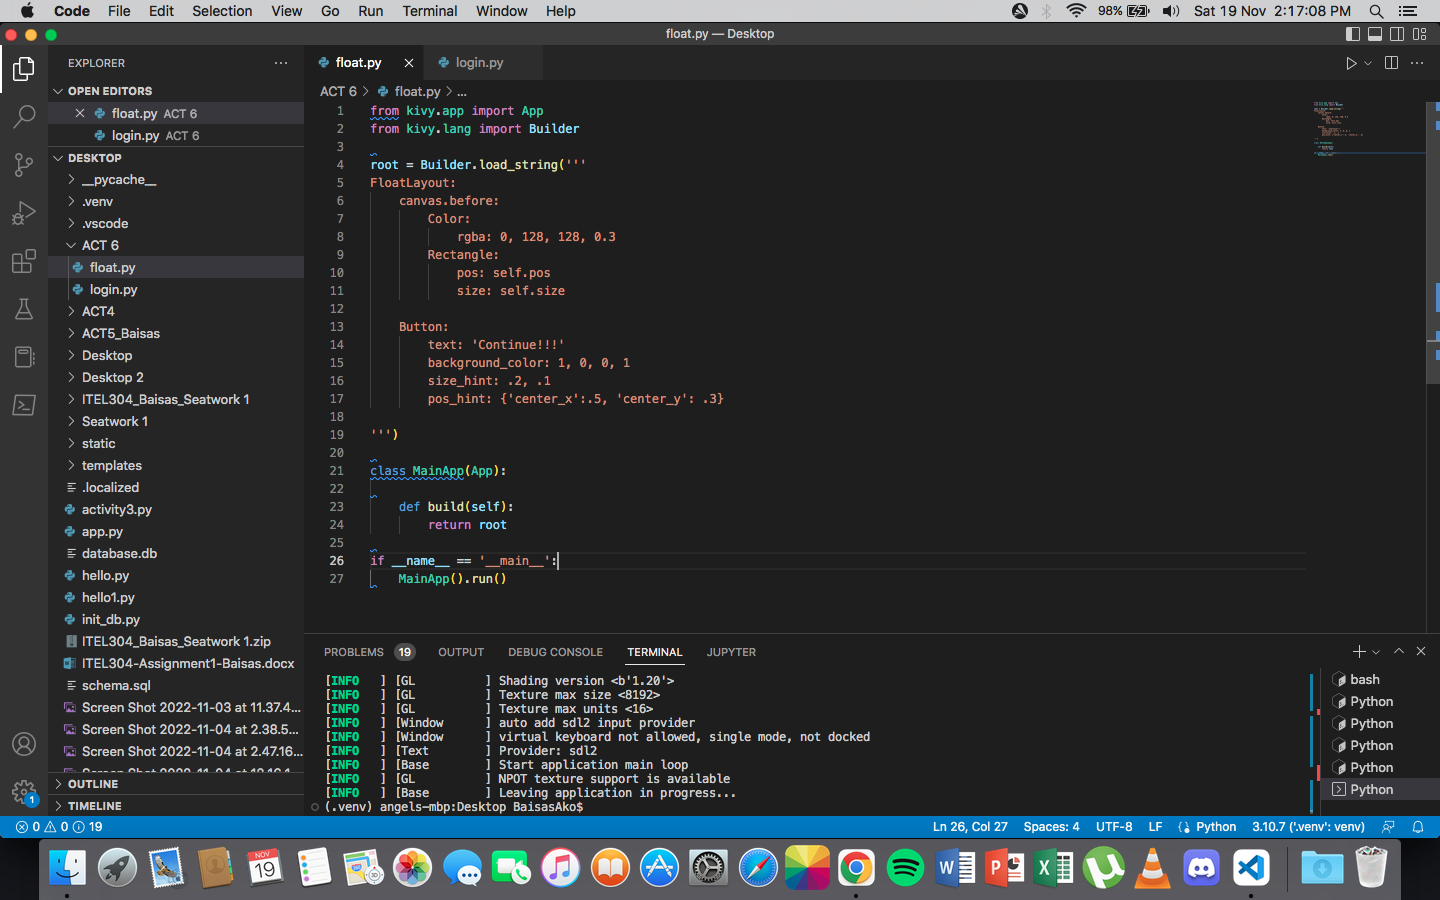 Code File Edit Selection View Go Run Terminal Window Help 98% Sat 19 Nov 2:17:08 PM
float.py — Desktop
EXPLORER
OPEN EDITORS
float.py ACT 6
login.py ACT 6
DESKTOP
__pycache__
.venv
.vscode
ACT 6
float.py
login.py
ACT4
ACT5_Baisas
Desktop
Desktop 2
ITEL304_Baisas_Seatwork 1
Seatwork 1
static
templates
.localized
activity3.py
app.py
database.db
hello.py
hello1.py
init_db.py
ITEL304_Baisas_Seatwork 1.zip
ITEL304-Assignment1-Baisas.docx
schema.sql
Screen Shot 2022-11-03 at 11.37.4...
Screen Shot 2022-11-04 at 2.38.5...
Screen Shot 2022-11-04 at 2.47.16...
OUTLINE
TIMELINE
1
float.py login.py
ACT 6 > float.py > ...
1 from kivy.app import App
2 from kivy.lang import Builder
3
4 root = Builder.load_string('''
5 FloatLayout:
6 canvas.before:
7 Color:
8 rgba: 0, 128, 128, 0.3
9 Rectangle:
10 pos: self.pos
11 size: self.size
12
13 Button:
14 text: 'Continue!!!'
15 background_color: 1, 0, 0, 1
16 size_hint: .2, .1
17 pos_hint: {'center_x':.5, 'center_y': .3}
18
19 ''')
20
21 class MainApp(App):
22
23 def build(self):
24 return root
25
26 if __name__ == '__main__':
27 MainApp().run()
PROBLEMS 19 OUTPUT DEBUG CONSOLE TERMINAL JUPYTER
[INFO ] [GL ] Shading version <b'1.20'>
[INFO ] [GL ] Texture max size <8192>
[INFO ] [GL ] Texture max units <16>
[INFO ] [Window ] auto add sdl2 input provider
[INFO ] [Window ] virtual keyboard not allowed, single mode, not docked
[INFO ] [Text ] Provider: sdl2
[INFO ] [Base ] Start application main loop
[INFO ] [GL ] NPOT texture support is available
[INFO ] [Base ] Leaving application in progress...
(.venv) angels-mbp:Desktop BaisasAko$
bash
Python
Python
Python
Python
Python
0 0 19 Ln 26, Col 27 Spaces: 4 UTF-8 LF Python 3.10.7 ('.venv': venv)
NOV
19